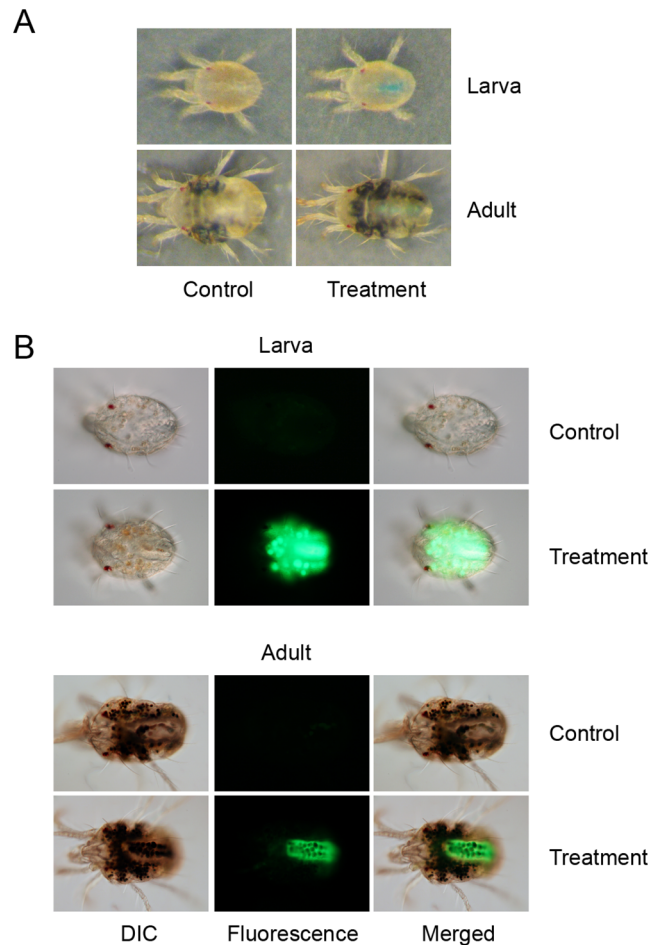 A
Larva
Adult
Control Treatment
B
Larva
Control
Treatment
Adult
Control
Treatment
DIC Fluorescence Merged